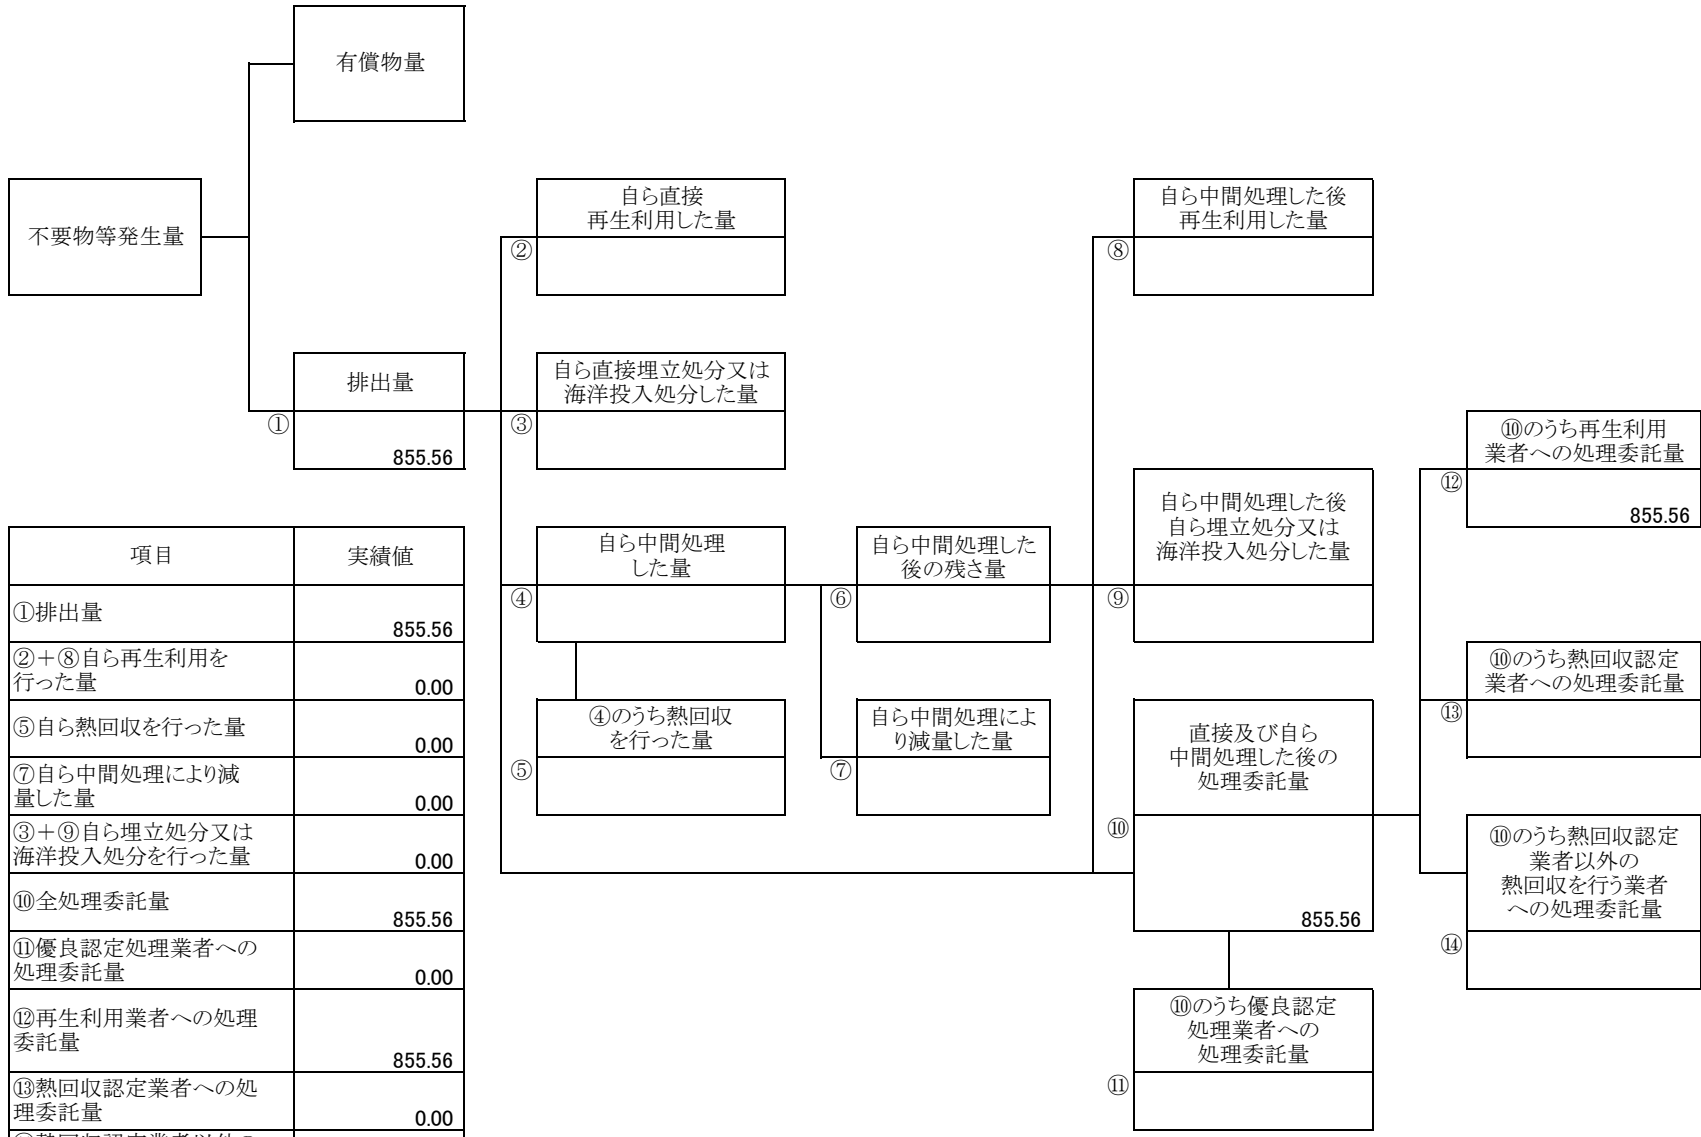 有償物量
不要物等発生量
自ら直接
再生利用した量
②
自ら中間処理した後
再生利用した量
⑧
排出量
①
855.56
自ら直接埋立処分又は
海洋投入処分した量
③
⑩のうち再生利用
業者への処理委託量
⑫
855.56
自ら中間処理
した量
④
自ら中間処理した
後の残さ量
⑥
自ら中間処理した後
自ら埋立処分又は
海洋投入処分した量
⑨
⑩のうち熱回収認定
業者への処理委託量
⑬
④のうち熱回収
を行った量
⑤
自ら中間処理によ
り減量した量
⑦
直接及び自ら
中間処理した後の
処理委託量
⑩
855.56
⑩のうち熱回収認定
業者以外の
熱回収を行う業者
への処理委託量
⑭
⑩のうち優良認定
処理業者への
処理委託量
⑪
項目 実績値
①排出量 855.56
②＋⑧自ら再生利用を
行った量 0.00
⑤自ら熱回収を行った量 0.00
⑦自ら中間処理により減
量した量 0.00
③＋⑨自ら埋立処分又は
海洋投入処分を行った量 0.00
⑩全処理委託量 855.56
⑪優良認定処理業者への
処理委託量 0.00
⑫再生利用業者への処理
委託量 855.56
⑬熱回収認定業者への処
理委託量 0.00